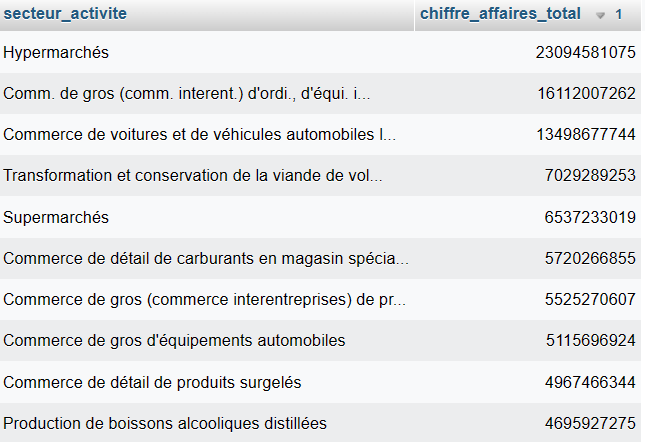 secteur_activite chiffre_affaires_total 1
Hypermarchés 23094581075
Comm. de gros (comm. interent.) d'ordi., d'équi. i... 16112007262
Commerce de voitures et de véhicules automobiles l... 13498677744
Transformation et conservation de la viande de vol... 7029289253
Supermarchés 6537233019
Commerce de détail de carburants en magasin spécia... 5720266855
Commerce de gros (commerce interentreprises) de pr... 5525270607
Commerce de gros d'équipements automobiles 5115696924
Commerce de détail de produits surgelés 4967466344
Production de boissons alcooliques distillées 4695927275